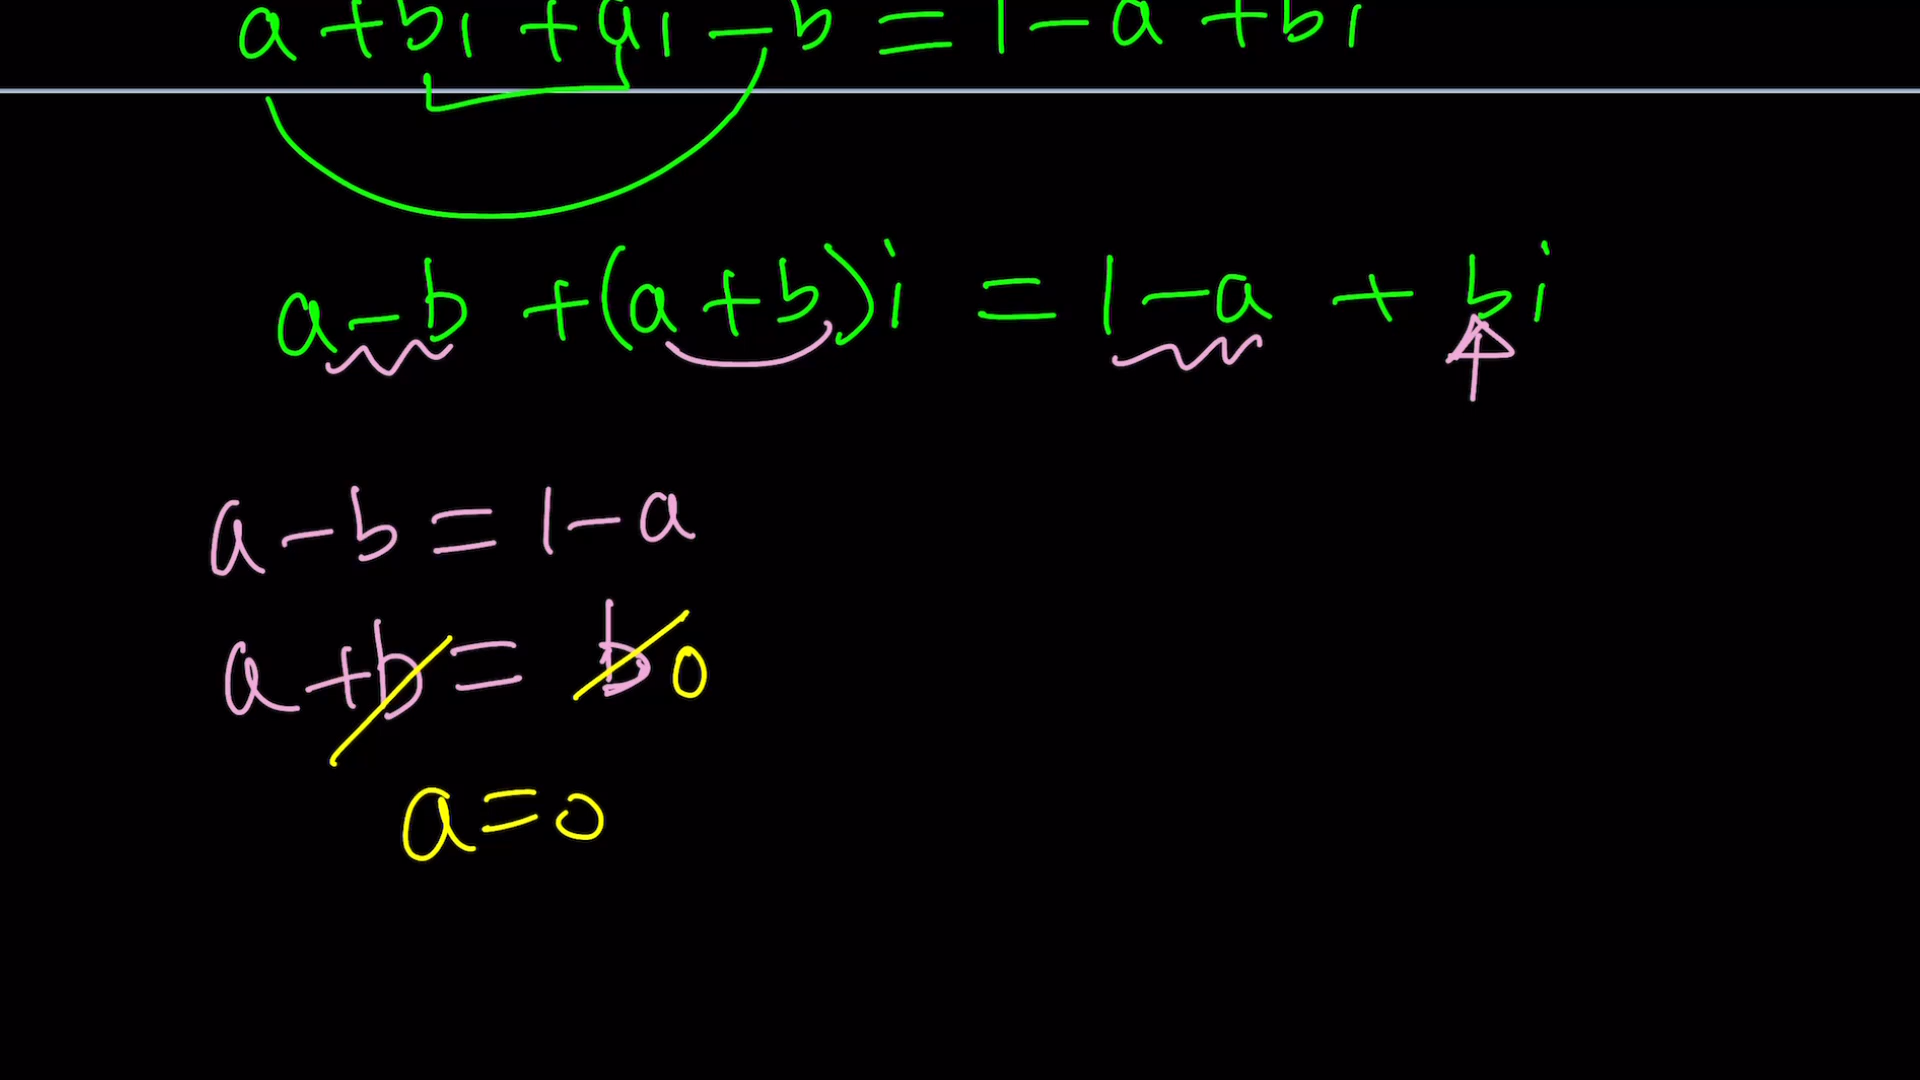 a + bi + ai - b = 1 - a + bi
a - b + (a + b) i = 1 - a + bi
a - b = 1 - a
a + b = b 0
a = 0